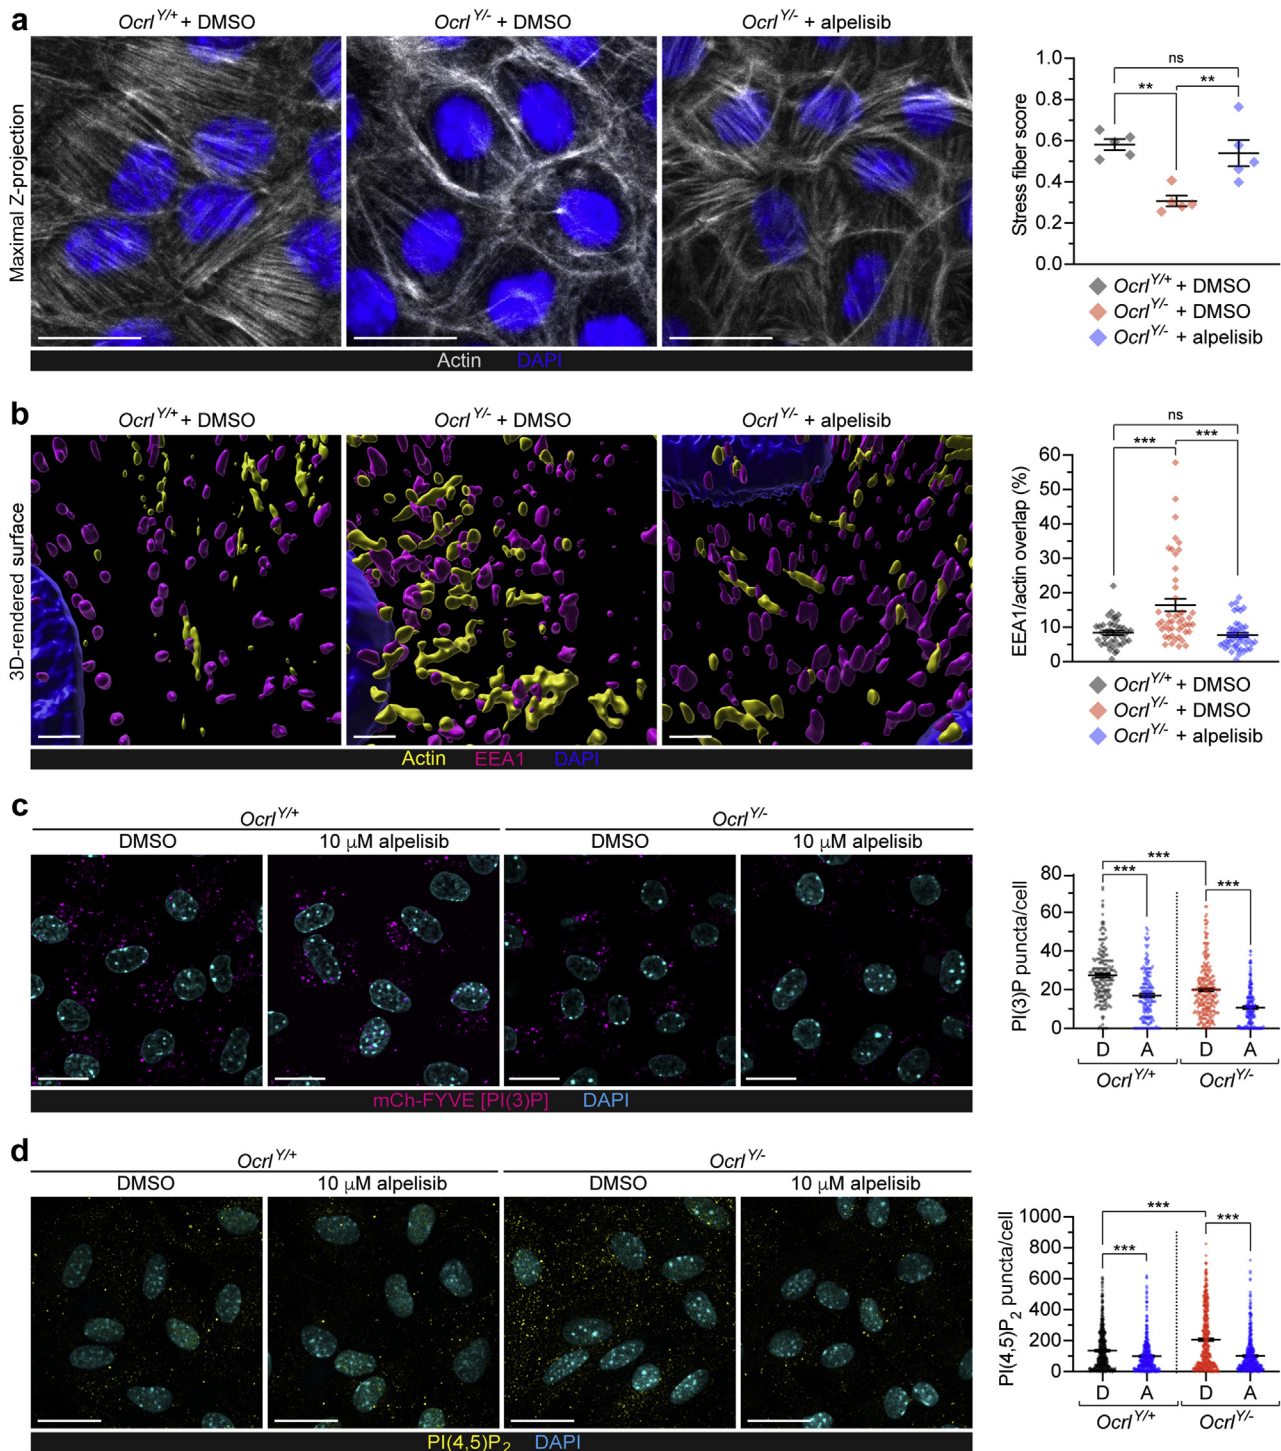 a
Ocrl Y/+ + DMSO
Ocrl Y/- + DMSO
Ocrl Y/- + alpelisib
Maximal Z-projection
Actin DAPI
Stress fiber score
1.0
0.8
0.6
0.4
0.2
0.0
ns
** **
Ocrl Y/+ + DMSO
Ocrl Y/- + DMSO
Ocrl Y/- + alpelisib
b
Ocrl Y/+ + DMSO
Ocrl Y/- + DMSO
Ocrl Y/- + alpelisib
3D-rendered surface
Actin EEA1 DAPI
EEA1/actin overlap (%)
60
50
40
30
20
10
0
ns
*** ***
Ocrl Y/+ + DMSO
Ocrl Y/- + DMSO
Ocrl Y/- + alpelisib
c
Ocrl Y/+
Ocrl Y/-
DMSO
10 μM alpelisib
DMSO
10 μM alpelisib
mCh-FYVE [PI(3)P] DAPI
PI(3)P puncta/cell
80
60
40
20
0
***
*** ***
D A D A
Ocrl Y/+ Ocrl Y/-
d
Ocrl Y/+
Ocrl Y/-
DMSO
10 μM alpelisib
DMSO
10 μM alpelisib
PI(4,5)P2 DAPI
PI(4,5)P2 puncta/cell
1000
800
600
400
200
0
***
*** ***
D A D A
Ocrl Y/+ Ocrl Y/-